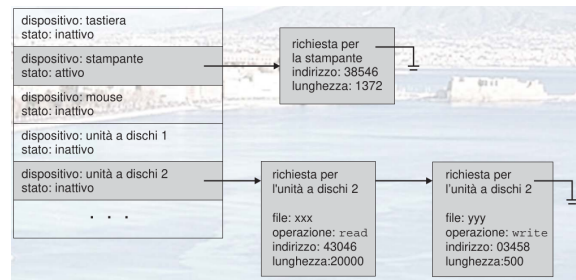 dispositivo: tastiera
stato: inattivo
dispositivo: stampante
stato: attivo
dispositivo: mouse
stato: inattivo
dispositivo: unità a dischi 1
stato: inattivo
dispositivo: unità a dischi 2
stato: inattivo
. . .
richiesta per
la stampante
indirizzo: 38546
lunghezza: 1372
richiesta per
l'unità a dischi 2
file: xxx
operazione: read
indirizzo: 43046
lunghezza:20000
richiesta per
l'unità a dischi 2
file: yyy
operazione: write
indirizzo: 03458
lunghezza:500